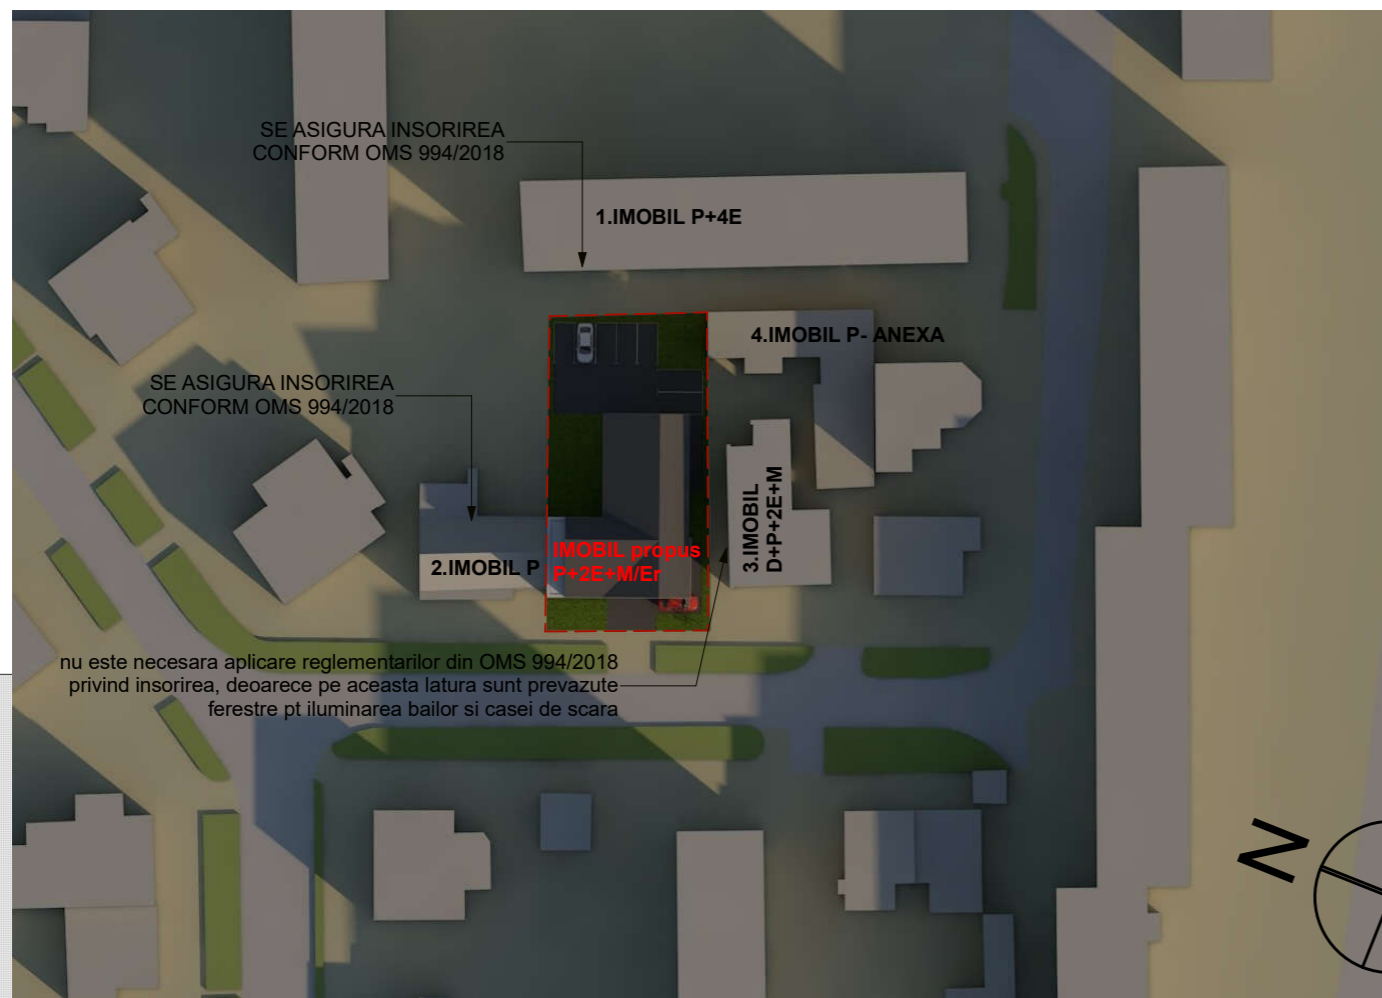 SE ASIGURA INSORIREA
CONFORM OMS 994/2018
1.IMOBIL P+4E
4.IMOBIL P- ANEXA
SE ASIGURA INSORIREA
CONFORM OMS 994/2018
3.IMOBIL
D+P+2E+M
IMOBIL propus
P+2E+M/Er
2.IMOBIL P
nu este necesara aplicare reglementarilor din OMS 994/2018
privind insorirea, deoarece pe aceasta latura sunt prevazute
ferestre pt iluminarea bailor si casei de scara
N